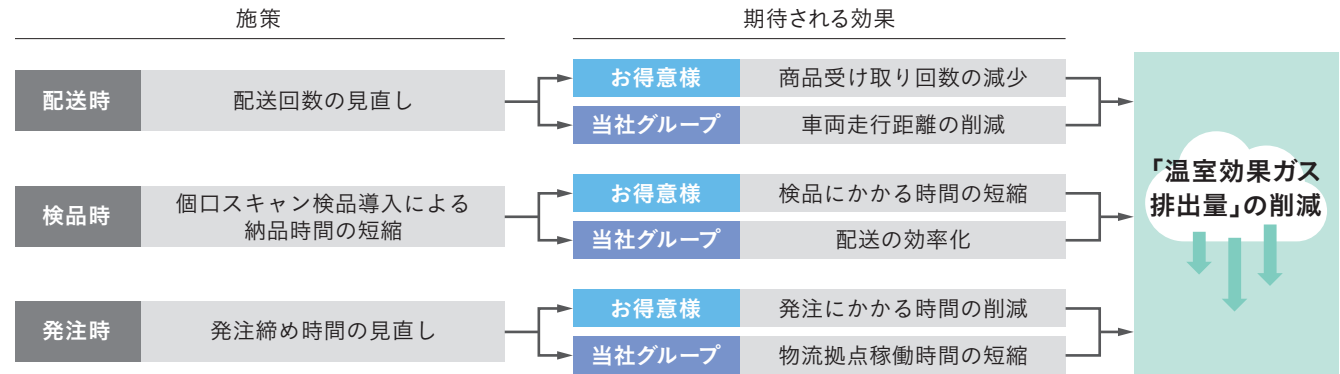 施策
期待される効果
配送時
配送回数の見直し
お得意様
商品受け取り回数の減少
当社グループ
車両走行距離の削減
検品時
個口スキャン検品導入による
納品時間の短縮
お得意様
検品にかかる時間の短縮
当社グループ
配送の効率化
発注時
発注締め時間の見直し
お得意様
発注にかかる時間の削減
当社グループ
物流拠点稼働時間の短縮
「温室効果ガス
排出量」の削減